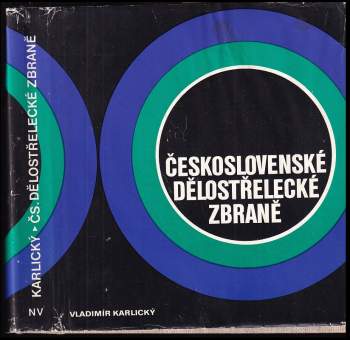 KARLICKÝ ▸ ČS. DĚLOSTŘELECKÉ ZBRANĚ
NV
ČESKOSLOVENSKÉ
DĚLOSTŘELECKÉ
ZBRANĚ
VLADIMÍR KARLICKÝ